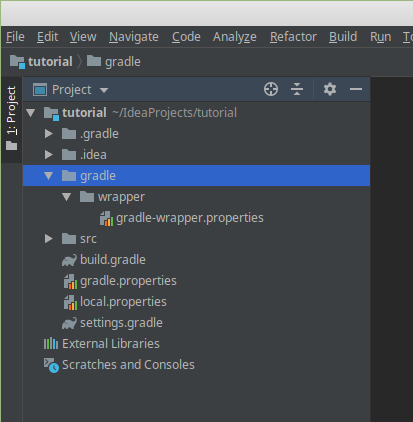 File Edit View Navigate Code Analyze Refactor Build Run
tutorial gradle
1: Project
Project
tutorial ~/IdeaProjects/tutorial
.gradle
.idea
gradle
wrapper
gradle-wrapper.properties
src
build.gradle
gradle.properties
local.properties
settings.gradle
External Libraries
Scratches and Consoles